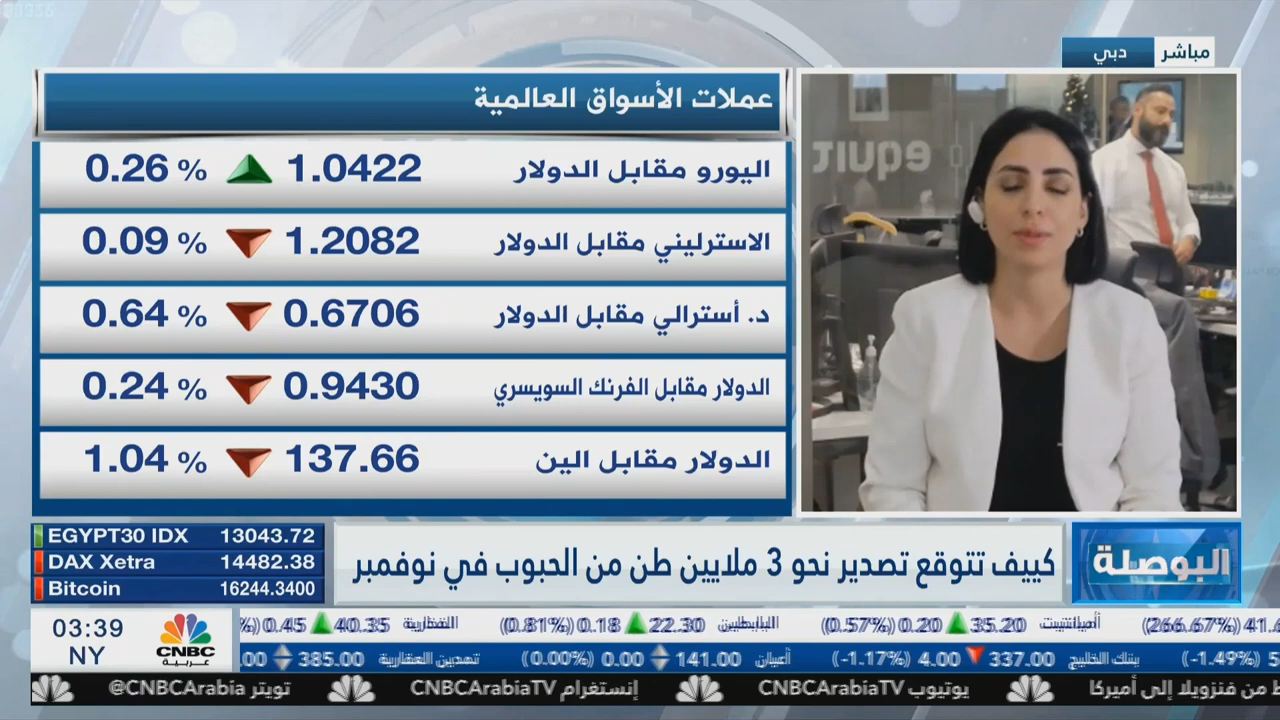 مباشر دبي
عملات الأسواق العالمية
اليورو مقابل الدولار 1.0422 0.26 %
الاسترليني مقابل الدولار 1.2082 0.09 %
د. أسترالي مقابل الدولار 0.6706 0.64 %
الدولار مقابل الفرنك السويسري 0.9430 0.24 %
الدولار مقابل الين 137.66 1.04 %
البوصلة
كييف تتوقع تصدير نحو 3 ملايين طن من الحبوب في نوفمبر
EGYPT30 IDX 13043.72
DAX Xetra 14482.38
Bitcoin 16244.3400
03:39
NY
CNBC
عربية
(266.67%) أميانتيت 35.20 0.20 (0.57%) البابطين 22.30 0.18 (0.81%) العقارية 40.35 0.45
(-1.49%) بنك الخليج 337.00 4.00 (-1.17%) أعيان 141.00 0.00 (0.00%) تمدين العقارية 385.00
من فنزويلا إلى أميركا يوتيوب CNBCArabiaTV إنستغرام CNBCArabiaTV تويتر @CNBCArabia